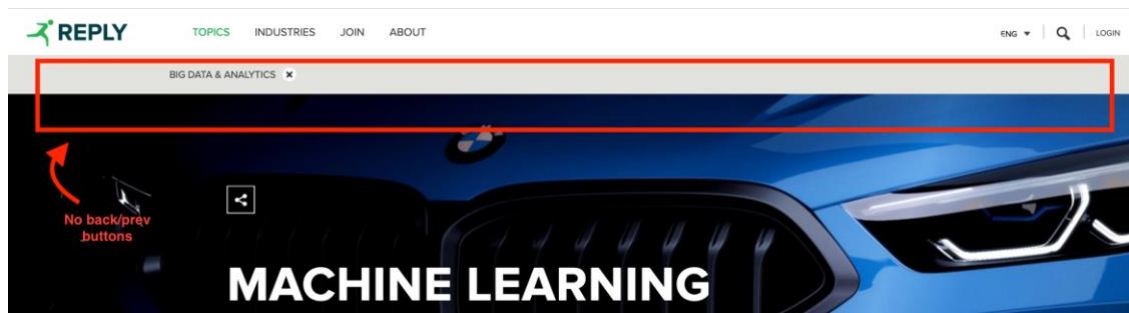 REPLY
TOPICS INDUSTRIES JOIN ABOUT
ENG LOGIN
BIG DATA & ANALYTICS
No back/prev
buttons
MACHINE LEARNING